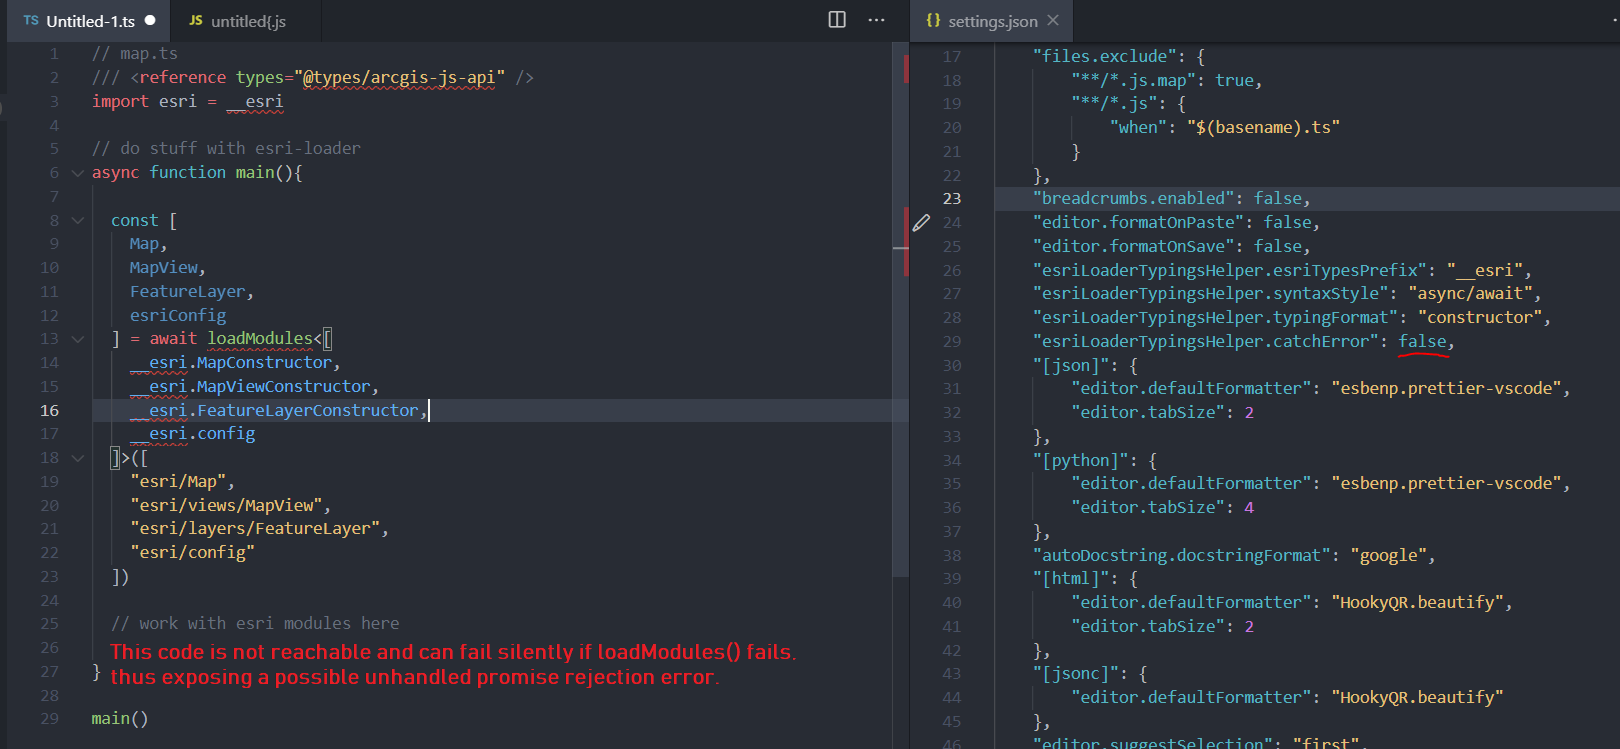 TS Untitled-1.ts
JS untitled{.js
1 // map.ts
2 /// <reference types="@types/arcgis-js-api" />
3 import esri = __esri
4
5 // do stuff with esri-loader
6 async function main(){
7
8 const [
9 Map,
10 MapView,
11 FeatureLayer,
12 esriConfig
13 ] = await loadModules<[
14 __esri.MapConstructor,
15 __esri.MapViewConstructor,
16 __esri.FeatureLayerConstructor,
17 __esri.config
18 ]>([
19 "esri/Map",
20 "esri/views/MapView",
21 "esri/layers/FeatureLayer",
22 "esri/config"
23 ])
24
25 // work with esri modules here
26
This code is not reachable and can fail silently if loadModules() fails,
27 }
thus exposing a possible unhandled promise rejection error.
28
29 main()
{} settings.json
17 "files.exclude": {
18 "**/*.js.map": true,
19 "**/*.js": {
20 "when": "$(basename).ts"
21 }
22 },
23 "breadcrumbs.enabled": false,
24 "editor.formatOnPaste": false,
25 "editor.formatOnSave": false,
26 "esriLoaderTypingsHelper.esriTypesPrefix": "__esri",
27 "esriLoaderTypingsHelper.syntaxStyle": "async/await",
28 "esriLoaderTypingsHelper.typingFormat": "constructor",
29 "esriLoaderTypingsHelper.catchError": false,
30 "[json]": {
31 "editor.defaultFormatter": "esbenp.prettier-vscode",
32 "editor.tabSize": 2
33 },
34 "[python]": {
35 "editor.defaultFormatter": "esbenp.prettier-vscode",
36 "editor.tabSize": 4
37 },
38 "autoDocstring.docstringFormat": "google",
39 "[html]": {
40 "editor.defaultFormatter": "HookyQR.beautify",
41 "editor.tabSize": 2
42 },
43 "[jsonc]": {
44 "editor.defaultFormatter": "HookyQR.beautify"
45 },
46 "editor.suggestSelection": "first",